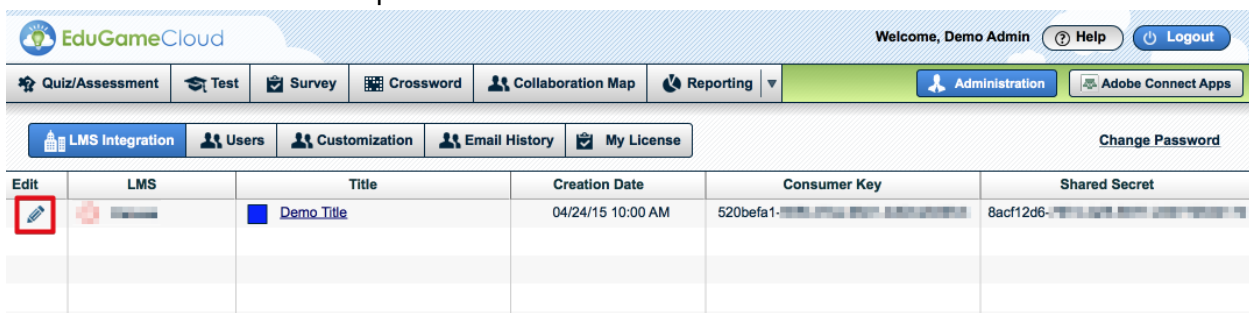 EduGameCloud Welcome, Demo Admin ? Help Logout
Quiz/Assessment Test Survey Crossword Collaboration Map Reporting Administration Adobe Connect Apps
LMS Integration Users Customization Email History My License Change Password
Edit LMS Title Creation Date Consumer Key Shared Secret
Demo Title 04/24/15 10:00 AM 520befa1- 8acf12d6-